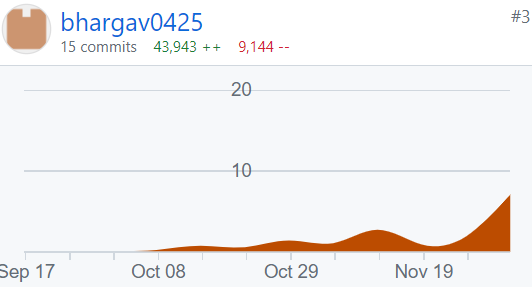 bhargav0425
#3
15 commits 43,943 ++ 9,144 --
20
10
Sep 17 Oct 08 Oct 29 Nov 19